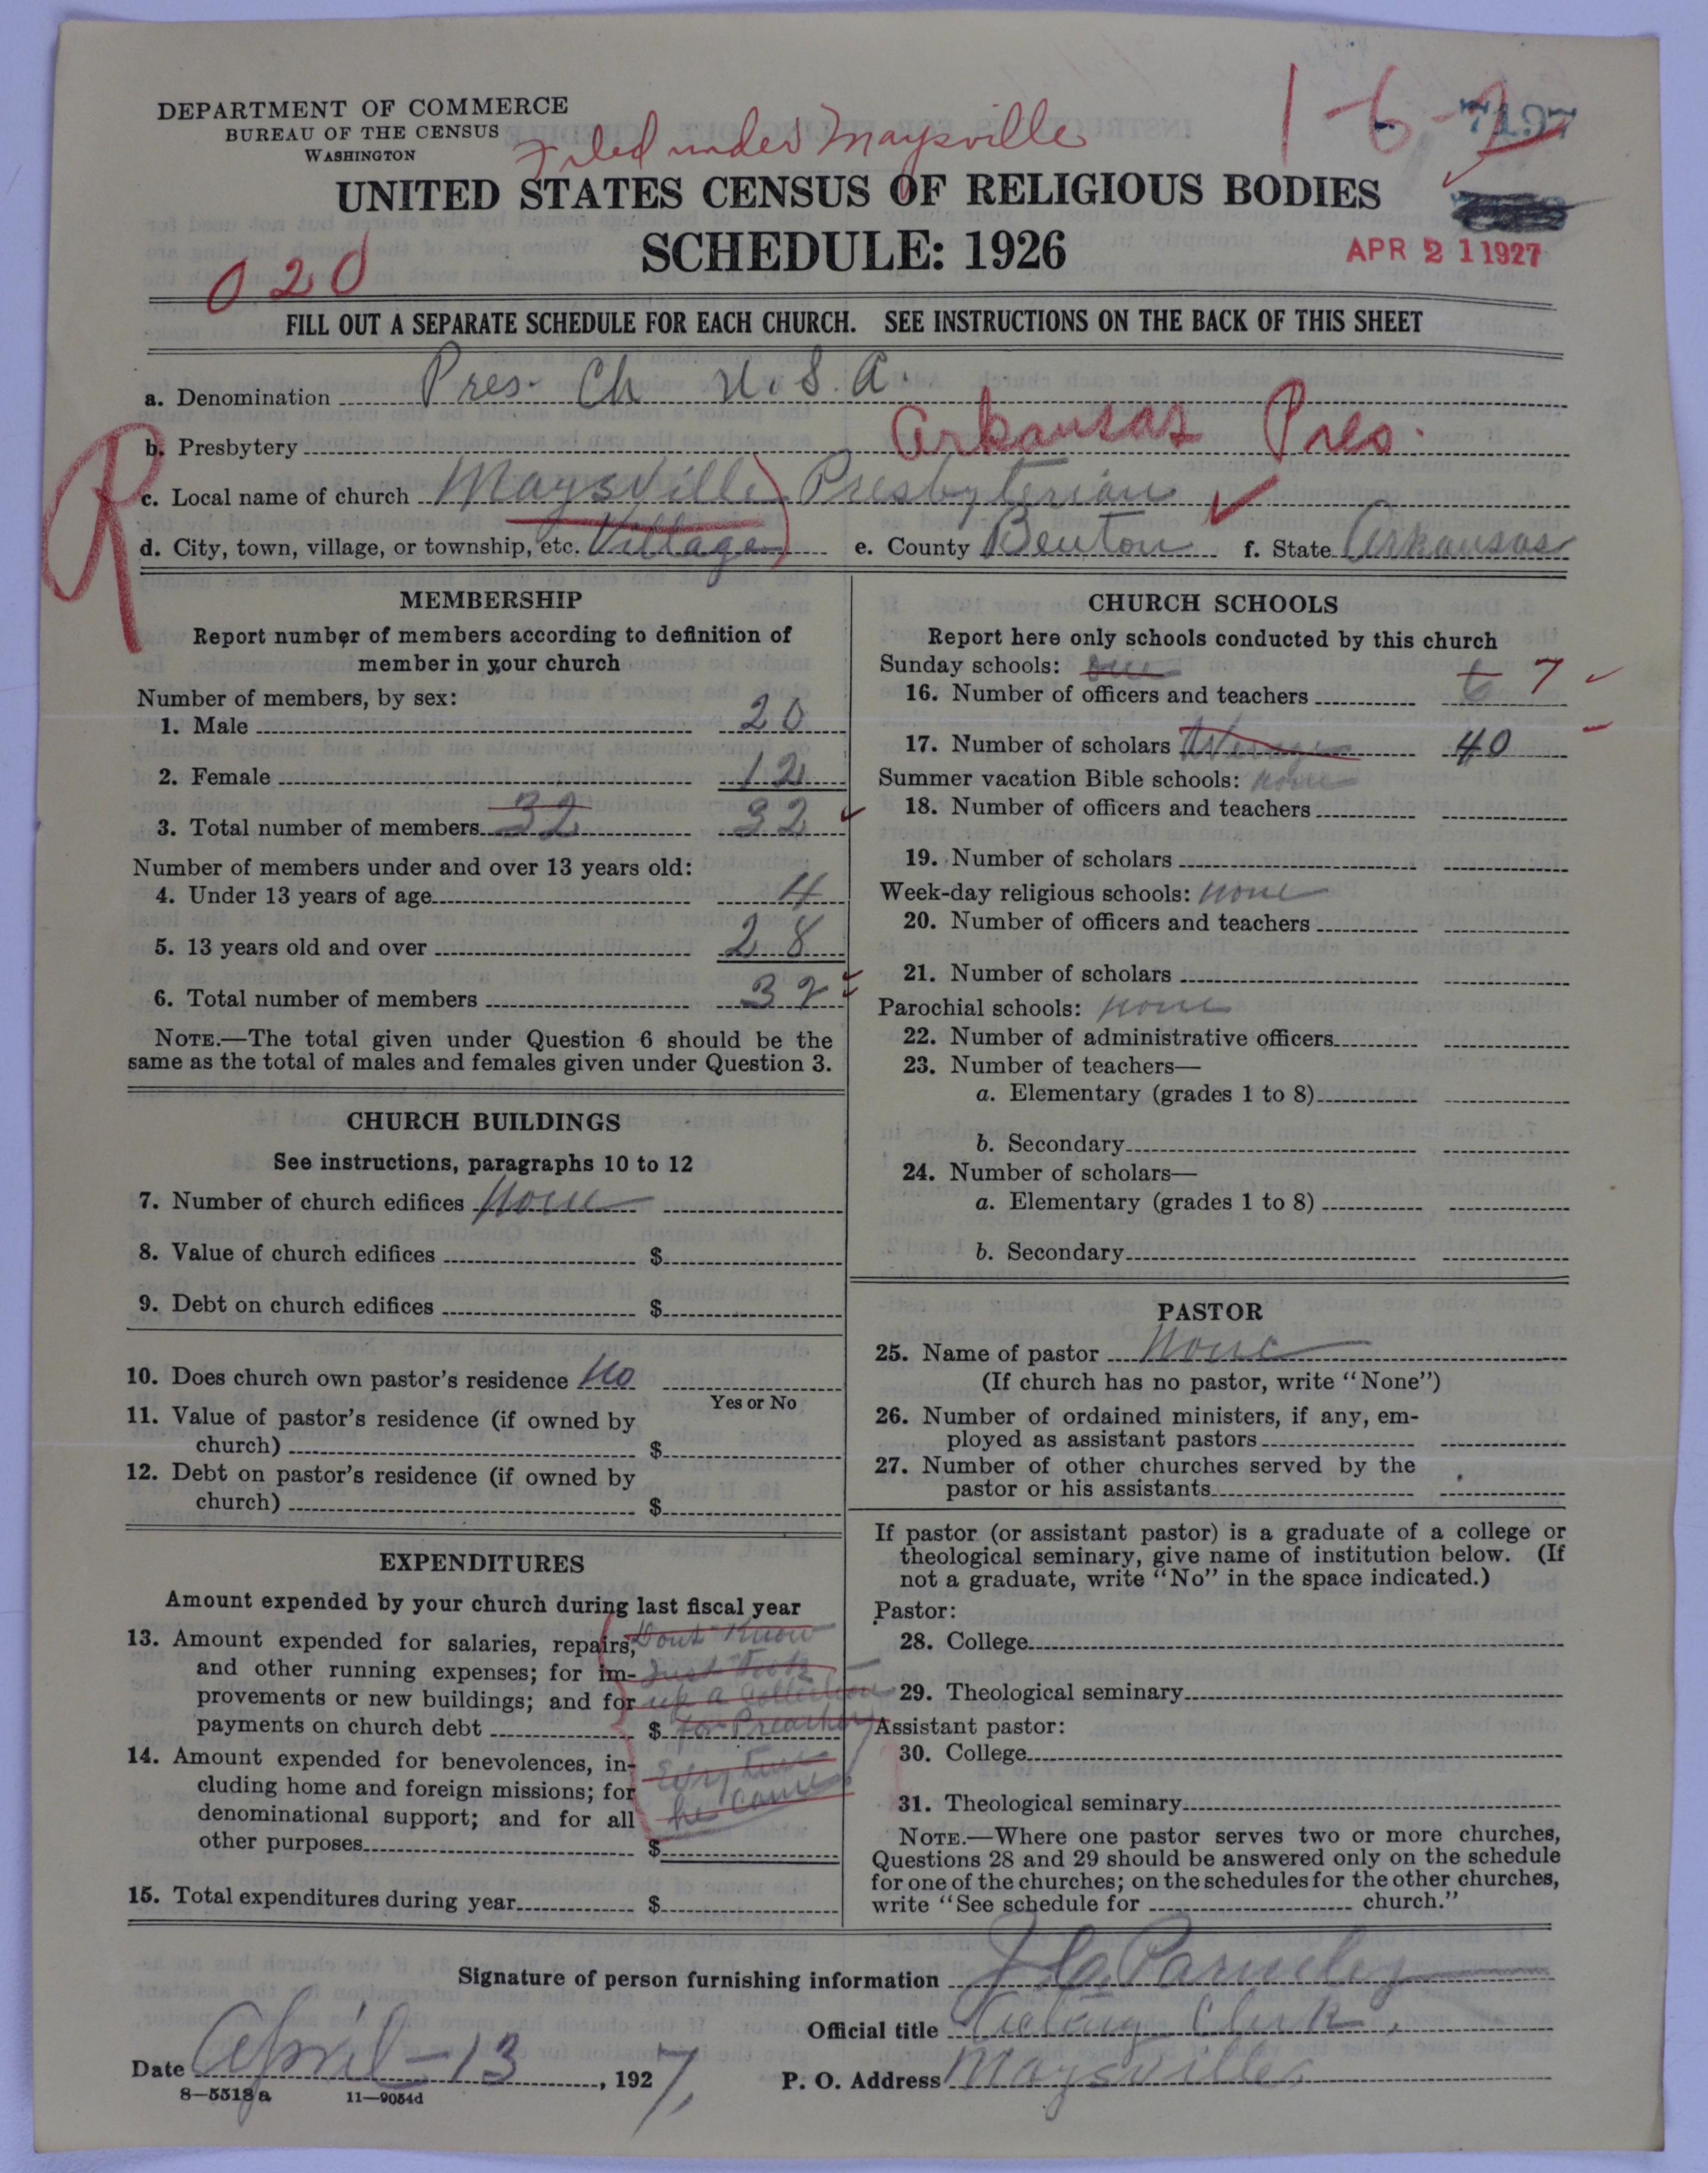 DEPARTMENT OF COMMERCE
BUREAU OF THE CENSUS
WASHINGTON
Filed under Maysville
1-6-
7197
UNITED STATES CENSUS OF RELIGIOUS BODIES
SCHEDULE: 1926
APR 21 1927
020
FILL OUT A SEPARATE SCHEDULE FOR EACH CHURCH. SEE INSTRUCTIONS ON THE BACK OF THIS SHEET
a. Denomination Pres. Ch U.S.A.
b. Presbytery Arkansas Pres.
R
c. Local name of church Maysville Presbyterian
d. City, town, village, or township, etc. Village e. County Benton f. State Arkansas
MEMBERSHIP
Report number of members according to definition of
member in your church
Number of members, by sex:
1. Male 20
2. Female 12
3. Total number of members 32 32
Number of members under and over 13 years old:
4. Under 13 years of age 4
5. 13 years old and over 28
6. Total number of members 32
NOTE.—The total given under Question 6 should be the
same as the total of males and females given under Question 3.
CHURCH BUILDINGS
See instructions, paragraphs 10 to 12
7. Number of church edifices None
8. Value of church edifices $
9. Debt on church edifices $
10. Does church own pastor's residence No
Yes or No
11. Value of pastor's residence (if owned by
church) $
12. Debt on pastor's residence (if owned by
church) $
EXPENDITURES
Amount expended by your church during last fiscal year
13. Amount expended for salaries, repairs, Dont Know
and other running expenses; for im- Just Took
provements or new buildings; and for up a Collection
payments on church debt $ for Preacher
14. Amount expended for benevolences, in- Evry time
cluding home and foreign missions; for he came
denominational support; and for all
other purposes $
15. Total expenditures during year $
CHURCH SCHOOLS
Report here only schools conducted by this church
Sunday schools: one
16. Number of officers and teachers 6 7
17. Number of scholars Average 40
Summer vacation Bible schools: none
18. Number of officers and teachers
19. Number of scholars
Week-day religious schools: none
20. Number of officers and teachers
21. Number of scholars
Parochial schools: none
22. Number of administrative officers
23. Number of teachers—
a. Elementary (grades 1 to 8)
b. Secondary
24. Number of scholars—
a. Elementary (grades 1 to 8)
b. Secondary
PASTOR
25. Name of pastor None
(If church has no pastor, write "None")
26. Number of ordained ministers, if any, em-
ployed as assistant pastors
27. Number of other churches served by the
pastor or his assistants
If pastor (or assistant pastor) is a graduate of a college or
theological seminary, give name of institution below. (If
not a graduate, write "No" in the space indicated.)
Pastor:
28. College
29. Theological seminary
Assistant pastor:
30. College
31. Theological seminary
NOTE.—Where one pastor serves two or more churches,
Questions 28 and 29 should be answered only on the schedule
for one of the churches; on the schedules for the other churches,
write "See schedule for church."
Signature of person furnishing information Parmley
Official title Acting Clerk,
Date April-13, 1927, P. O. Address Maysville
8—5518a 11—9054d